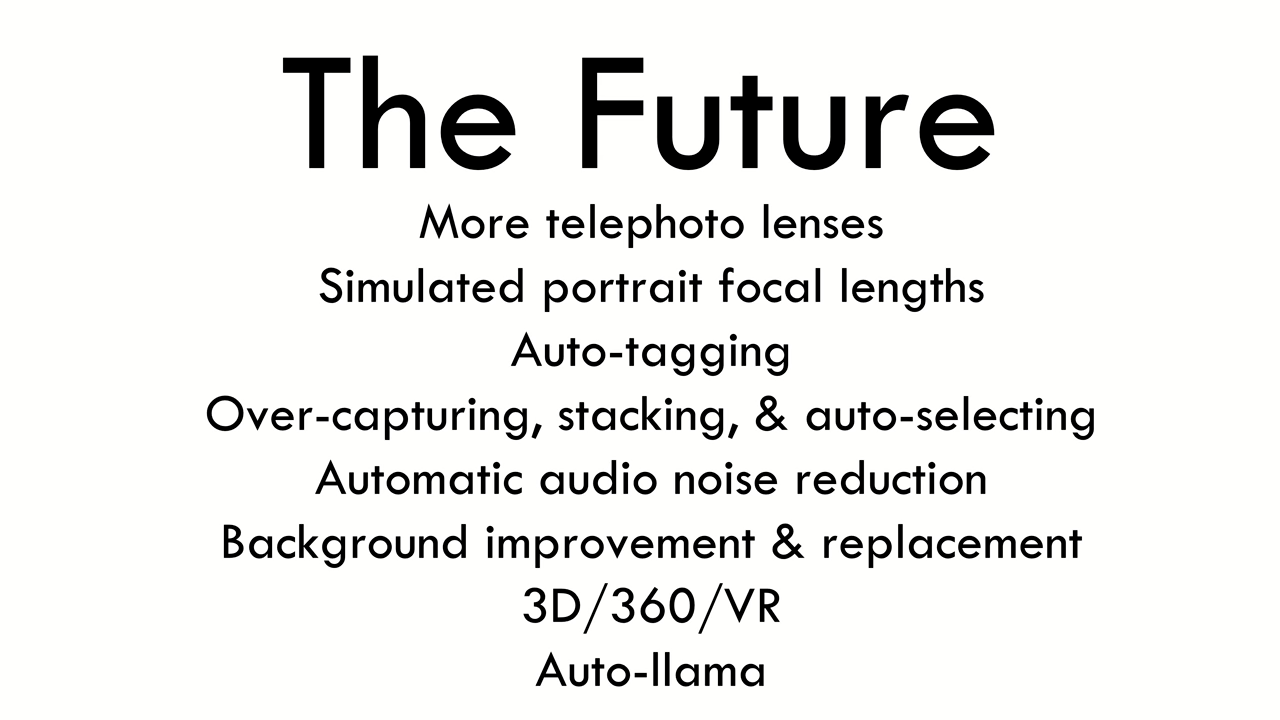 The Future
More telephoto lenses
Simulated portrait focal lengths
Auto-tagging
Over-capturing, stacking, & auto-selecting
Automatic audio noise reduction
Background improvement & replacement
3D/360/VR
Auto-llama